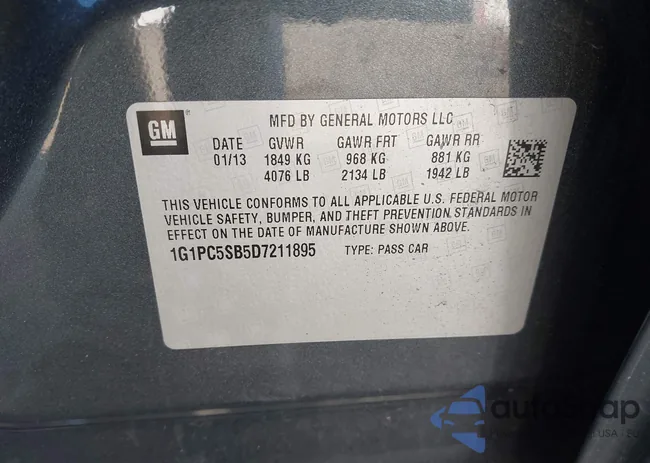 GM
MFD BY GENERAL MOTORS LLC
DATE GVWR GAWR FRT GAWR RR
01/13 1849 KG 968 KG 881 KG
4076 LB 2134 LB 1942 LB
THIS VEHICLE CONFORMS TO ALL APPLICABLE U.S. FEDERAL MOTOR
VEHICLE SAFETY, BUMPER, AND THEFT PREVENTION STANDARDS IN
EFFECT ON THE DATE OF MANUFACTURE SHOWN ABOVE.
1G1PC5SB5D7211895 TYPE: PASS CAR